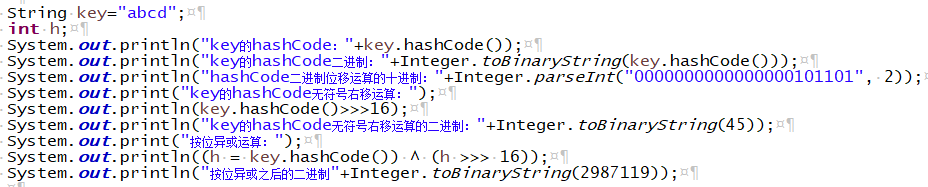 String key="abcd";
int h;
System.out.println("key的hashCode："+key.hashCode());
System.out.println("key的hashCode二进制："+Integer.toBinaryString(key.hashCode()));
System.out.println("hashCode二进制位移运算的十进制："+Integer.parseInt("0000000000000000101101", 2));
System.out.print("key的hashCode无符号右移运算：");
System.out.println(key.hashCode()>>>16);
System.out.println("key的hashCode无符号右移运算的二进制："+Integer.toBinaryString(45));
System.out.print("按位异或运算：");
System.out.println((h = key.hashCode()) ^ (h >>> 16));
System.out.println("按位异或之后的二进制"+Integer.toBinaryString(2987119));